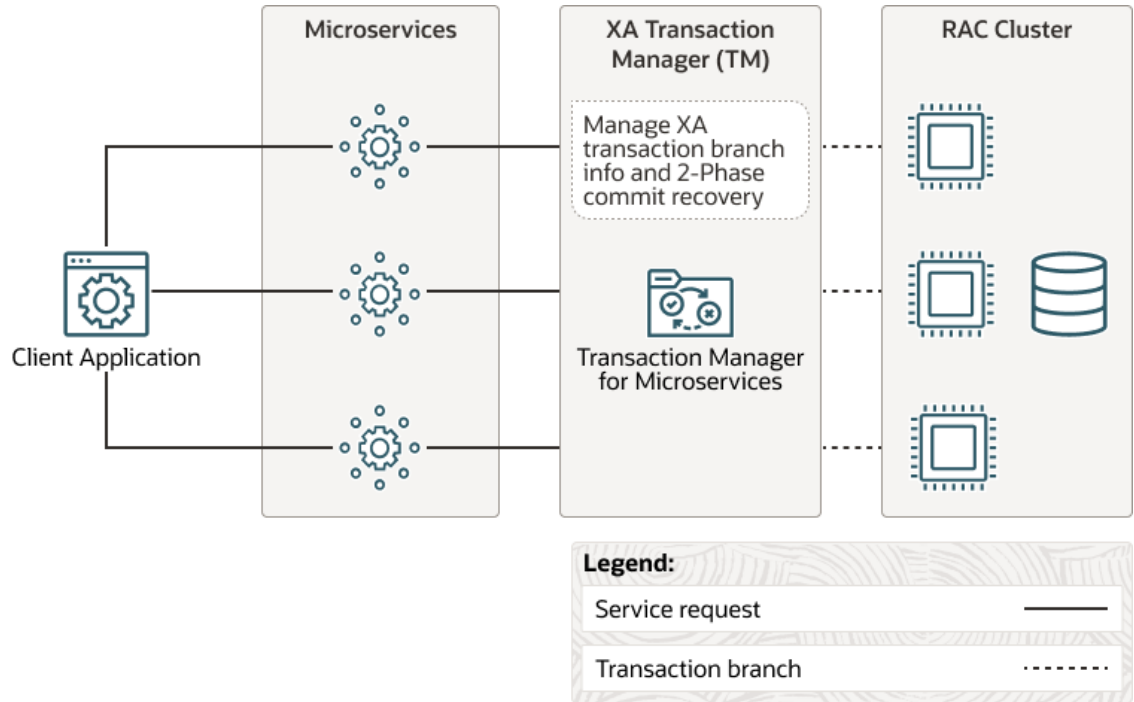 Microservices
XA Transaction
Manager (TM)
RAC Cluster
Manage XA
transaction branch
info and 2-Phase
commit recovery
Client Application
Transaction Manager
for Microservices
Legend:
Service request
Transaction branch